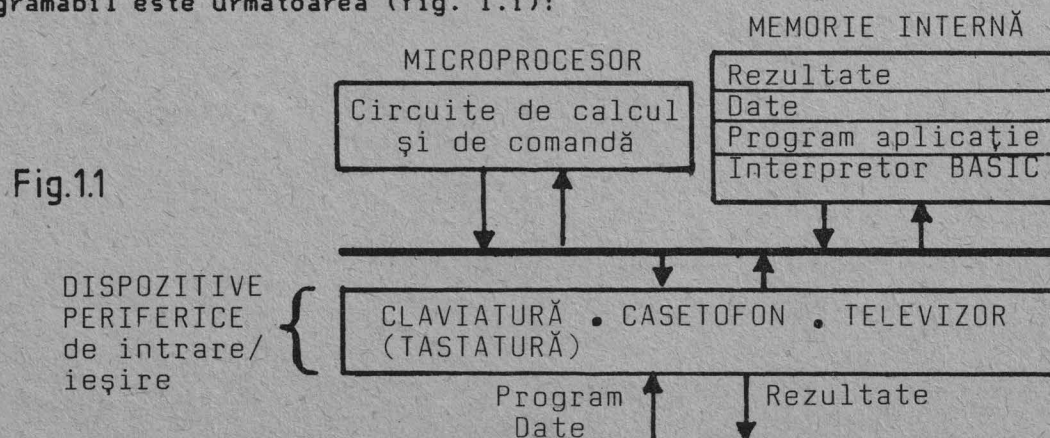 gramabil este următoarea (fig. 1.1):
MEMORIE INTERNĂ
MICROPROCESOR
Rezultate
Date
Program aplicație
Interpretor BASIC
Circuite de calcul
și de comandă
Fig.1.1
DISPOZITIVE
PERIFERICE
de intrare/
ieșire
CLAVIATURĂ • CASETOFON • TELEVIZOR
(TASTATURĂ)
Program
Date
Rezultate